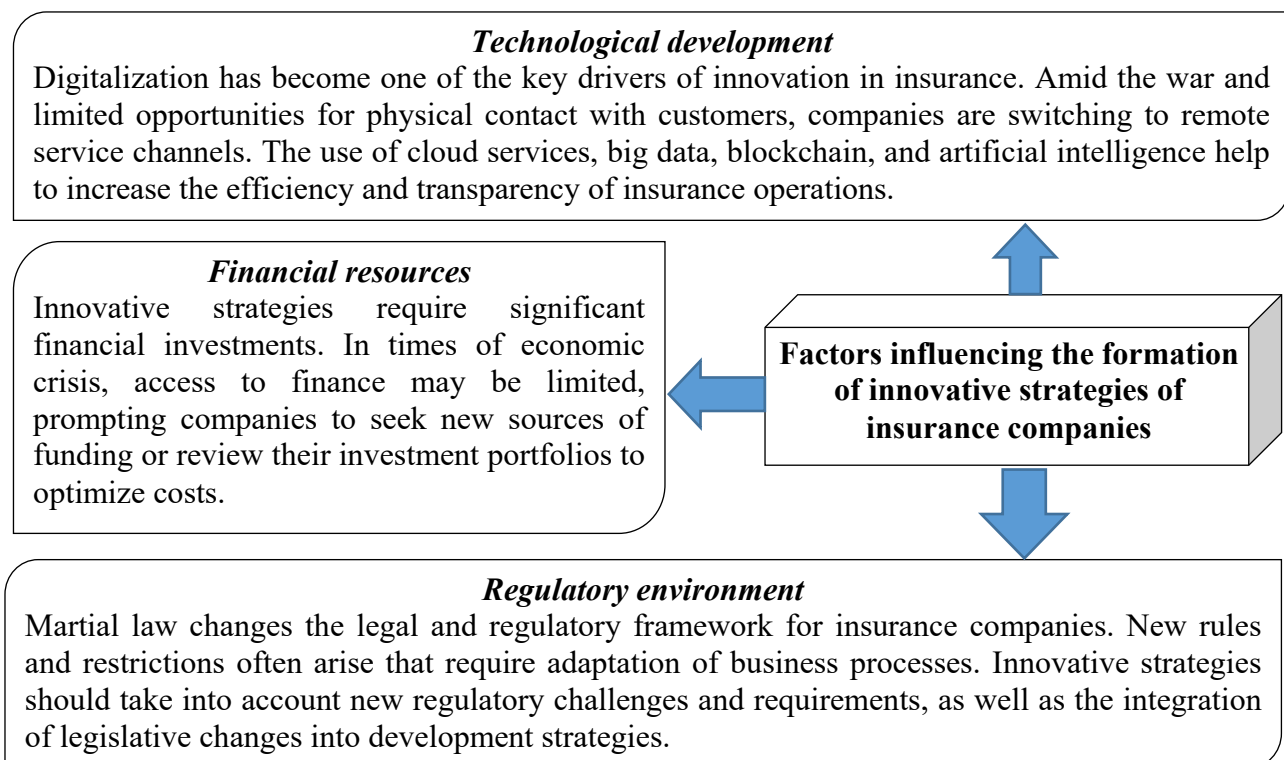 Technological development
Digitalization has become one of the key drivers of innovation in insurance. Amid the war and
limited opportunities for physical contact with customers, companies are switching to remote
service channels. The use of cloud services, big data, blockchain, and artificial intelligence help
to increase the efficiency and transparency of insurance operations.
Financial resources
Innovative strategies require significant
financial investments. In times of economic
crisis, access to finance may be limited,
prompting companies to seek new sources of
funding or review their investment portfolios to
optimize costs.
Factors influencing the formation
of innovative strategies of
insurance companies
Regulatory environment
Martial law changes the legal and regulatory framework for insurance companies. New rules
and restrictions often arise that require adaptation of business processes. Innovative strategies
should take into account new regulatory challenges and requirements, as well as the integration
of legislative changes into development strategies.